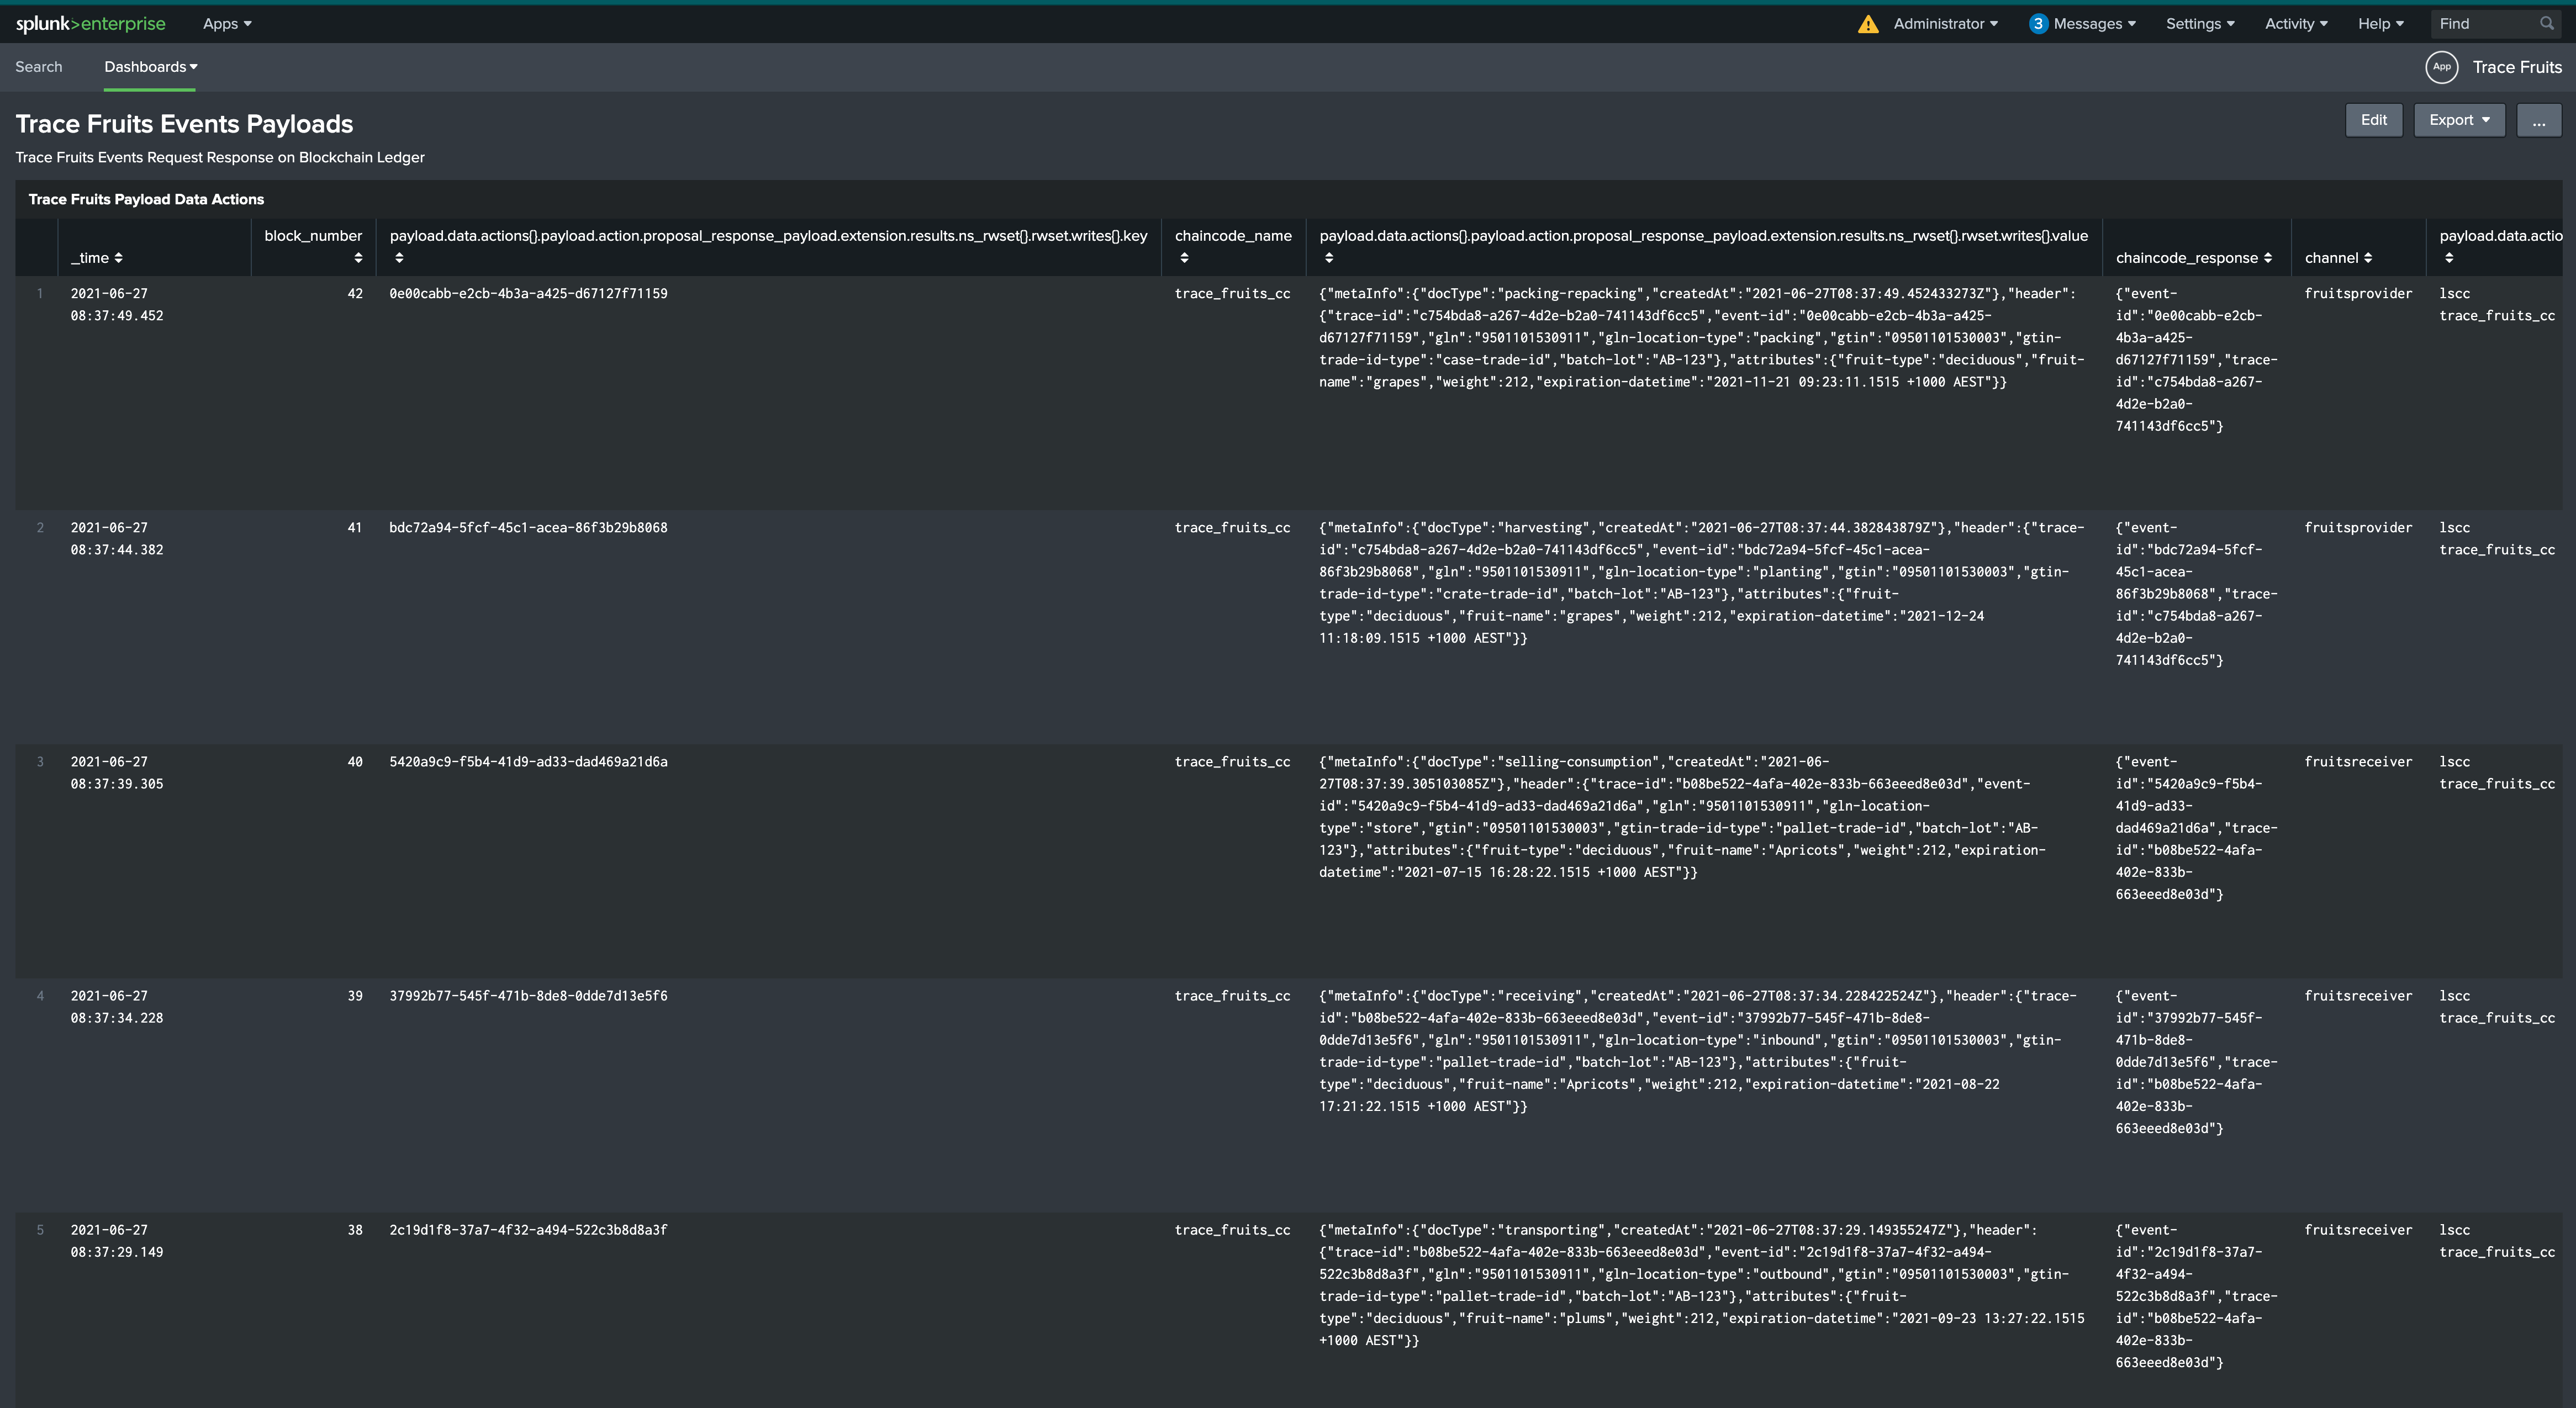 splunk>enterprise Apps Administrator 3 Messages Settings Activity Help Find
Search Dashboards App Trace Fruits
Trace Fruits Events Payloads Edit Export ...
Trace Fruits Events Request Response on Blockchain Ledger
Trace Fruits Payload Data Actions
_time
block_number
payload.data.actions{}.payload.action.proposal_response_payload.extension.results.ns_rwset{}.rwset.writes{}.key
chaincode_name
payload.data.actions{}.payload.action.proposal_response_payload.extension.results.ns_rwset{}.rwset.writes{}.value
chaincode_response
channel
payload.data.actio
1
2021-06-27
08:37:49.452
42
0e00cabb-e2cb-4b3a-a425-d67127f71159
trace_fruits_cc
{"metaInfo":{"docType":"packing-repacking","createdAt":"2021-06-27T08:37:49.452433273Z"},"header":
{"trace-id":"c754bda8-a267-4d2e-b2a0-741143df6cc5","event-id":"0e00cabb-e2cb-4b3a-a425-
d67127f71159","gln":"9501101530911","gln-location-type":"packing","gtin":"09501101530003","gtin-
trade-id-type":"case-trade-id","batch-lot":"AB-123"},"attributes":{"fruit-type":"deciduous","fruit-
name":"grapes","weight":212,"expiration-datetime":"2021-11-21 09:23:11.1515 +1000 AEST"}}
{"event-
id":"0e00cabb-e2cb-
4b3a-a425-
d67127f71159","trace-
id":"c754bda8-a267-
4d2e-b2a0-
741143df6cc5"}
fruitsprovider
lscc
trace_fruits_cc
2
2021-06-27
08:37:44.382
41
bdc72a94-5fcf-45c1-acea-86f3b29b8068
trace_fruits_cc
{"metaInfo":{"docType":"harvesting","createdAt":"2021-06-27T08:37:44.382843879Z"},"header":{"trace-
id":"c754bda8-a267-4d2e-b2a0-741143df6cc5","event-id":"bdc72a94-5fcf-45c1-acea-
86f3b29b8068","gln":"9501101530911","gln-location-type":"planting","gtin":"09501101530003","gtin-
trade-id-type":"crate-trade-id","batch-lot":"AB-123"},"attributes":{"fruit-
type":"deciduous","fruit-name":"grapes","weight":212,"expiration-datetime":"2021-12-24
11:18:09.1515 +1000 AEST"}}
{"event-
id":"bdc72a94-5fcf-
45c1-acea-
86f3b29b8068","trace-
id":"c754bda8-a267-
4d2e-b2a0-
741143df6cc5"}
fruitsprovider
lscc
trace_fruits_cc
3
2021-06-27
08:37:39.305
40
5420a9c9-f5b4-41d9-ad33-dad469a21d6a
trace_fruits_cc
{"metaInfo":{"docType":"selling-consumption","createdAt":"2021-06-
27T08:37:39.305103085Z"},"header":{"trace-id":"b08be522-4afa-402e-833b-663eeed8e03d","event-
id":"5420a9c9-f5b4-41d9-ad33-dad469a21d6a","gln":"9501101530911","gln-location-
type":"store","gtin":"09501101530003","gtin-trade-id-type":"pallet-trade-id","batch-lot":"AB-
123"},"attributes":{"fruit-type":"deciduous","fruit-name":"Apricots","weight":212,"expiration-
datetime":"2021-07-15 16:28:22.1515 +1000 AEST"}}
{"event-
id":"5420a9c9-f5b4-
41d9-ad33-
dad469a21d6a","trace-
id":"b08be522-4afa-
402e-833b-
663eeed8e03d"}
fruitsreceiver
lscc
trace_fruits_cc
4
2021-06-27
08:37:34.228
39
37992b77-545f-471b-8de8-0dde7d13e5f6
trace_fruits_cc
{"metaInfo":{"docType":"receiving","createdAt":"2021-06-27T08:37:34.228422524Z"},"header":{"trace-
id":"b08be522-4afa-402e-833b-663eeed8e03d","event-id":"37992b77-545f-471b-8de8-
0dde7d13e5f6","gln":"9501101530911","gln-location-type":"inbound","gtin":"09501101530003","gtin-
trade-id-type":"pallet-trade-id","batch-lot":"AB-123"},"attributes":{"fruit-
type":"deciduous","fruit-name":"Apricots","weight":212,"expiration-datetime":"2021-08-22
17:21:22.1515 +1000 AEST"}}
{"event-
id":"37992b77-545f-
471b-8de8-
0dde7d13e5f6","trace-
id":"b08be522-4afa-
402e-833b-
663eeed8e03d"}
fruitsreceiver
lscc
trace_fruits_cc
5
2021-06-27
08:37:29.149
38
2c19d1f8-37a7-4f32-a494-522c3b8d8a3f
trace_fruits_cc
{"metaInfo":{"docType":"transporting","createdAt":"2021-06-27T08:37:29.149355247Z"},"header":
{"trace-id":"b08be522-4afa-402e-833b-663eeed8e03d","event-id":"2c19d1f8-37a7-4f32-a494-
522c3b8d8a3f","gln":"9501101530911","gln-location-type":"outbound","gtin":"09501101530003","gtin-
trade-id-type":"pallet-trade-id","batch-lot":"AB-123"},"attributes":{"fruit-
type":"deciduous","fruit-name":"plums","weight":212,"expiration-datetime":"2021-09-23 13:27:22.1515
+1000 AEST"}}
{"event-
id":"2c19d1f8-37a7-
4f32-a494-
522c3b8d8a3f","trace-
id":"b08be522-4afa-
402e-833b-
663eeed8e03d"}
fruitsreceiver
lscc
trace_fruits_cc